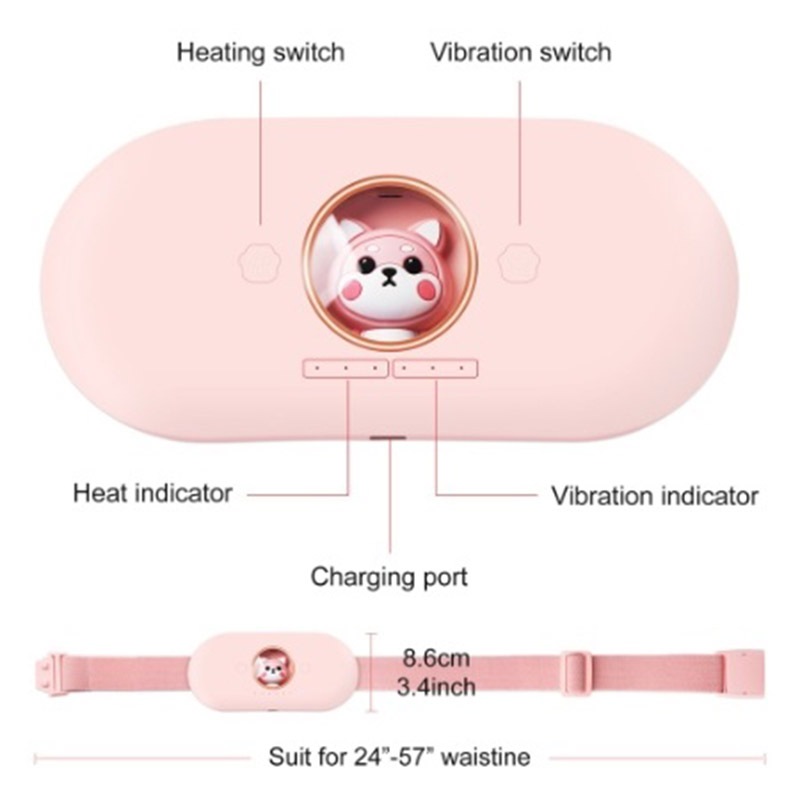 Heating switch
Vibration switch
Heat indicator
Vibration indicator
Charging port
8.6cm
3.4inch
Suit for 24”-57” waistine